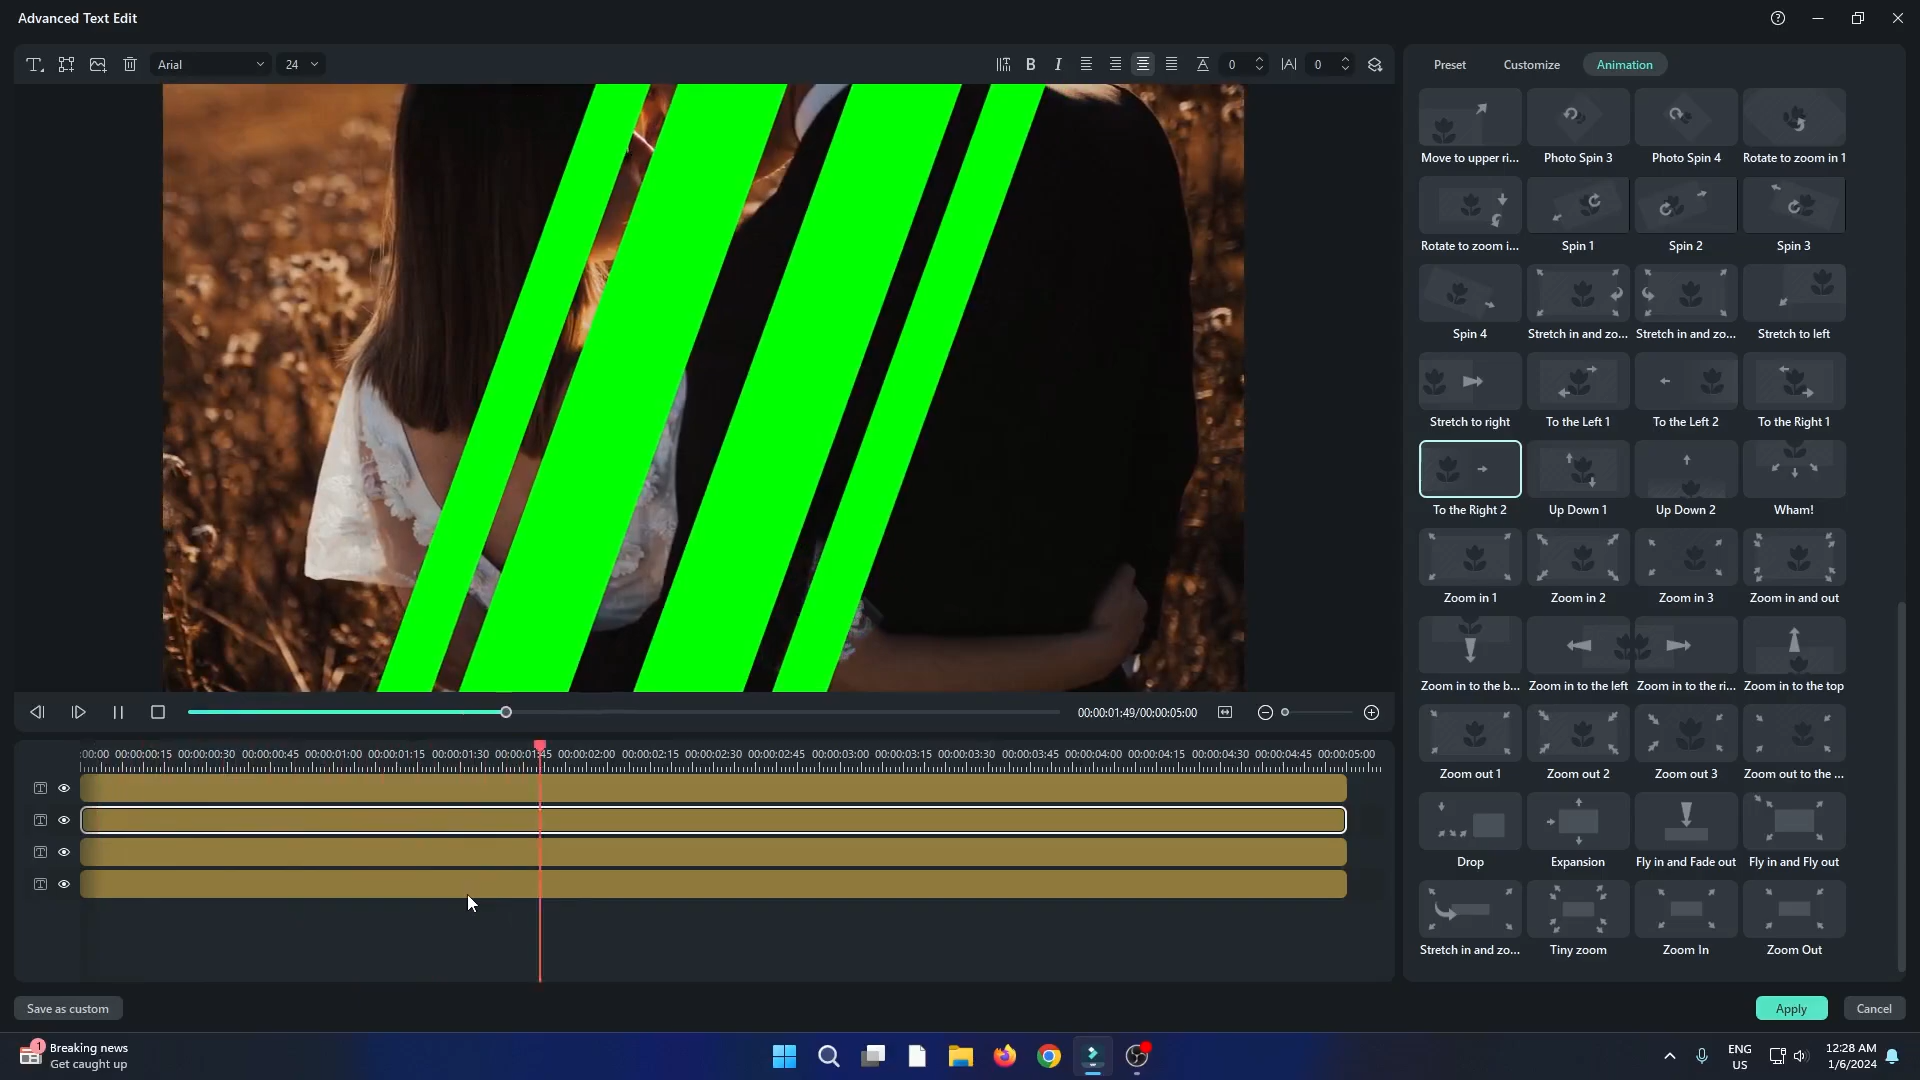 Advanced Text Edit
Arial
24
B
I
0
0
Preset
Customize
Animation
Move to upper ri...
Photo Spin 3
Photo Spin 4
Rotate to zoom in 1
Rotate to zoom i...
Spin 1
Spin 2
Spin 3
Spin 4
Stretch in and zo...
Stretch in and zo...
Stretch to left
Stretch to right
To the Left 1
To the Left 2
To the Right 1
To the Right 2
Up Down 1
Up Down 2
Wham!
Zoom in 1
Zoom in 2
Zoom in 3
Zoom in and out
Zoom in to the b...
Zoom in to the left
Zoom in to the ri...
Zoom in to the top
Zoom out 1
Zoom out 2
Zoom out 3
Zoom out to the ...
Drop
Expansion
Fly in and Fade out
Fly in and Fly out
Stretch in and zo...
Tiny zoom
Zoom In
Zoom Out
00:00:01:49/00:00:05:00
:00:00 00:00:00:15 00:00:00:30 00:00:00:45 00:00:01:00 00:00:01:15 00:00:01:30 00:00:01:45 00:00:02:00 00:00:02:15 00:00:02:30 00:00:02:45 00:00:03:00 00:00:03:15 00:00:03:30 00:00:03:45 00:00:04:00 00:00:04:15 00:00:04:30 00:00:04:45 00:00:05:00
Save as custom
Apply
Cancel
1
Breaking news
Get caught up
ENG
US
12:28 AM
1/6/2024